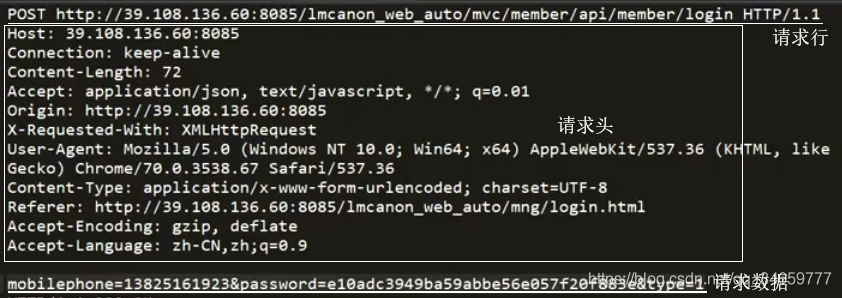 POST http://39.108.136.60:8085/lmcanon_web_auto/mvc/member/api/member/login HTTP/1.1
请求行
Host: 39.108.136.60:8085
Connection: keep-alive
Content-Length: 72
Accept: application/json, text/javascript, */*; q=0.01
Origin: http://39.108.136.60:8085
X-Requested-With: XMLHttpRequest
请求头
User-Agent: Mozilla/5.0 (Windows NT 10.0; Win64; x64) AppleWebKit/537.36 (KHTML, like
Gecko) Chrome/70.0.3538.67 Safari/537.36
Content-Type: application/x-www-form-urlencoded; charset=UTF-8
Referer: http://39.108.136.60:8085/lmcanon_web_auto/mng/login.html
Accept-Encoding: gzip, deflate
Accept-Language: zh-CN,zh;q=0.9
mobilephone=13825161923&password=e10adc3949ba59abbe56e057f20f883e&type=1 请求数据